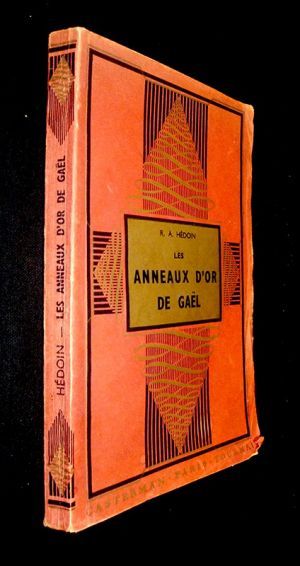 HÉDOIN — LES ANNEAUX D'OR DE GAËL
R. A. HÉDOIN
LES
ANNEAUX D'OR
DE GAËL
CASTERMAN · PARIS · TOURNAI